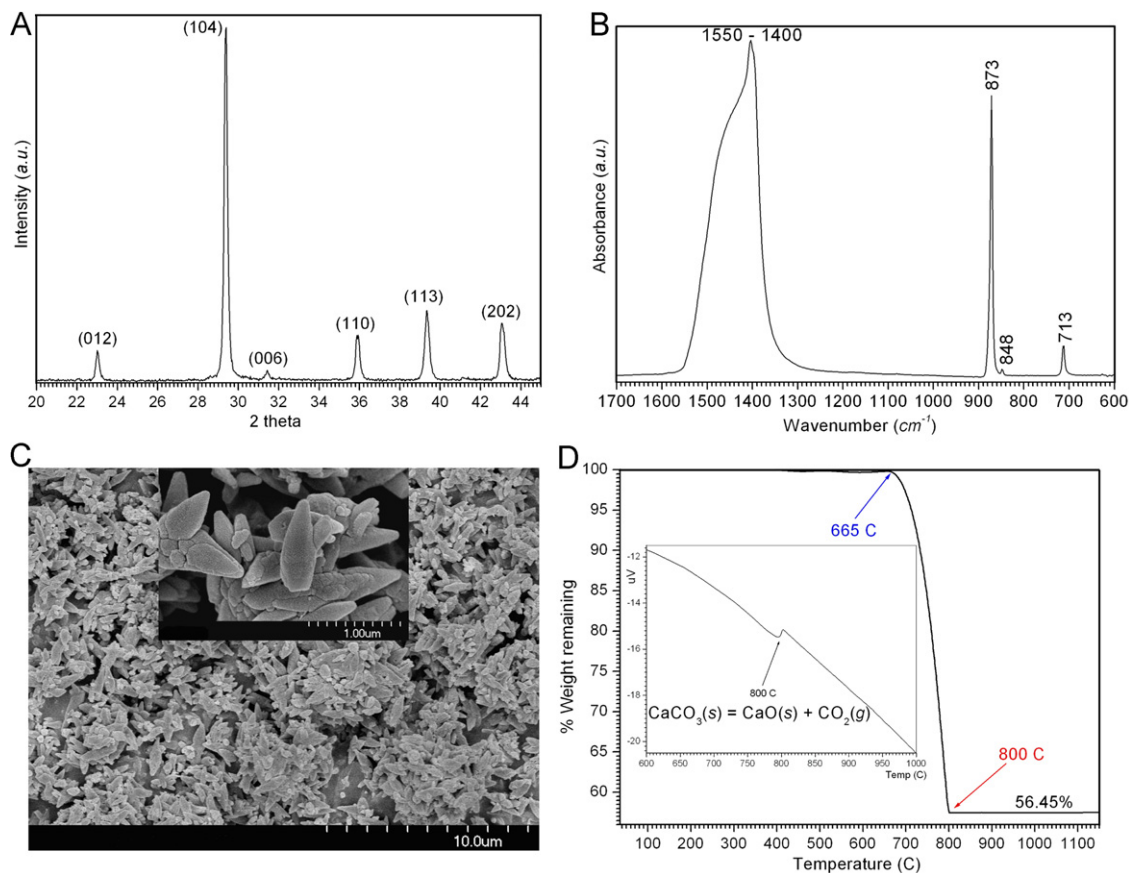 A
(104)
(012)
(006)
(110)
(113)
(202)
Intensity (a.u.)
20 22 24 26 28 30 32 34 36 38 40 42 44
2 theta
B
1550 - 1400
873
848
713
Absorbance (a.u.)
1700 1600 1500 1400 1300 1200 1100 1000 900 800 700 600
Wavenumber (cm⁻¹)
C
1.00um
10.0um
D
100
95
90
85
80
75
70
65
60
% Weight remaining
665 C
800 C
56.45%
-12
-14
-16
-18
-20
uV
800 C
CaCO₃(s) = CaO(s) + CO₂(g)
600 650 700 750 800 850 900 950 1000
Temp (C)
100 200 300 400 500 600 700 800 900 1000 1100
Temperature (C)